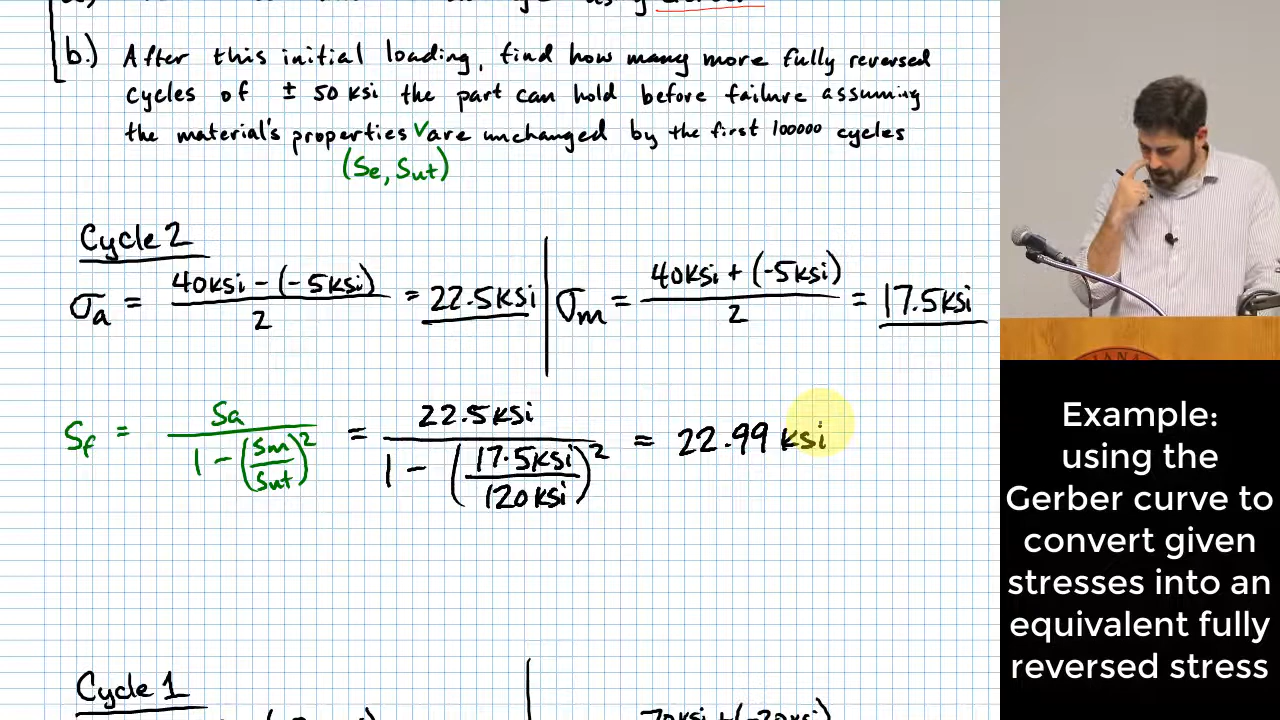 b.) After this initial loading, find how many more fully reversed
cycles of ± 50 ksi the part can hold before failure assuming
the material's properties ∨ are unchanged by the first 100000 cycles
(Se, Sut)
Cycle 2
σa = 40ksi - (-5ksi) / 2 = 22.5ksi
σm = 40ksi + (-5ksi) / 2 = 17.5ksi
Sf = Sa / 1 - (Sm/Sut)² = 22.5ksi / 1 - (17.5ksi/120ksi)² = 22.99 ksi
Cycle 1
70ksi + (-20ksi)
Example:
using the
Gerber curve to
convert given
stresses into an
equivalent fully
reversed stress